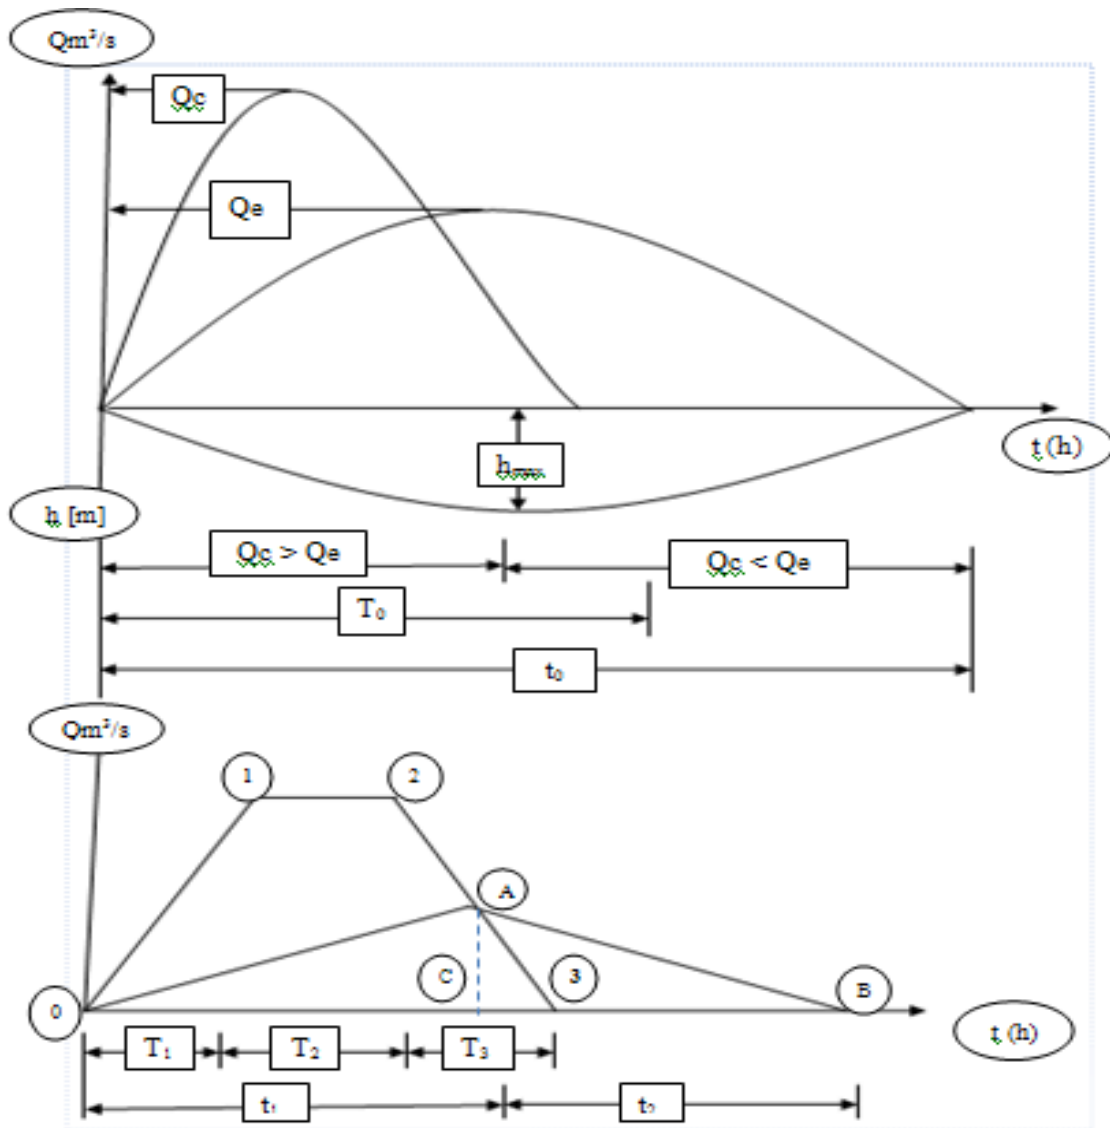 Qm³/s
Qc
Qe
t (h)
hmax
h [m]
Qc > Qe
Qc < Qe
T₀
t₀
Qm³/s
1
2
A
C
3
B
0
t (h)
T₁
T₂
T₃
t₁
t₂